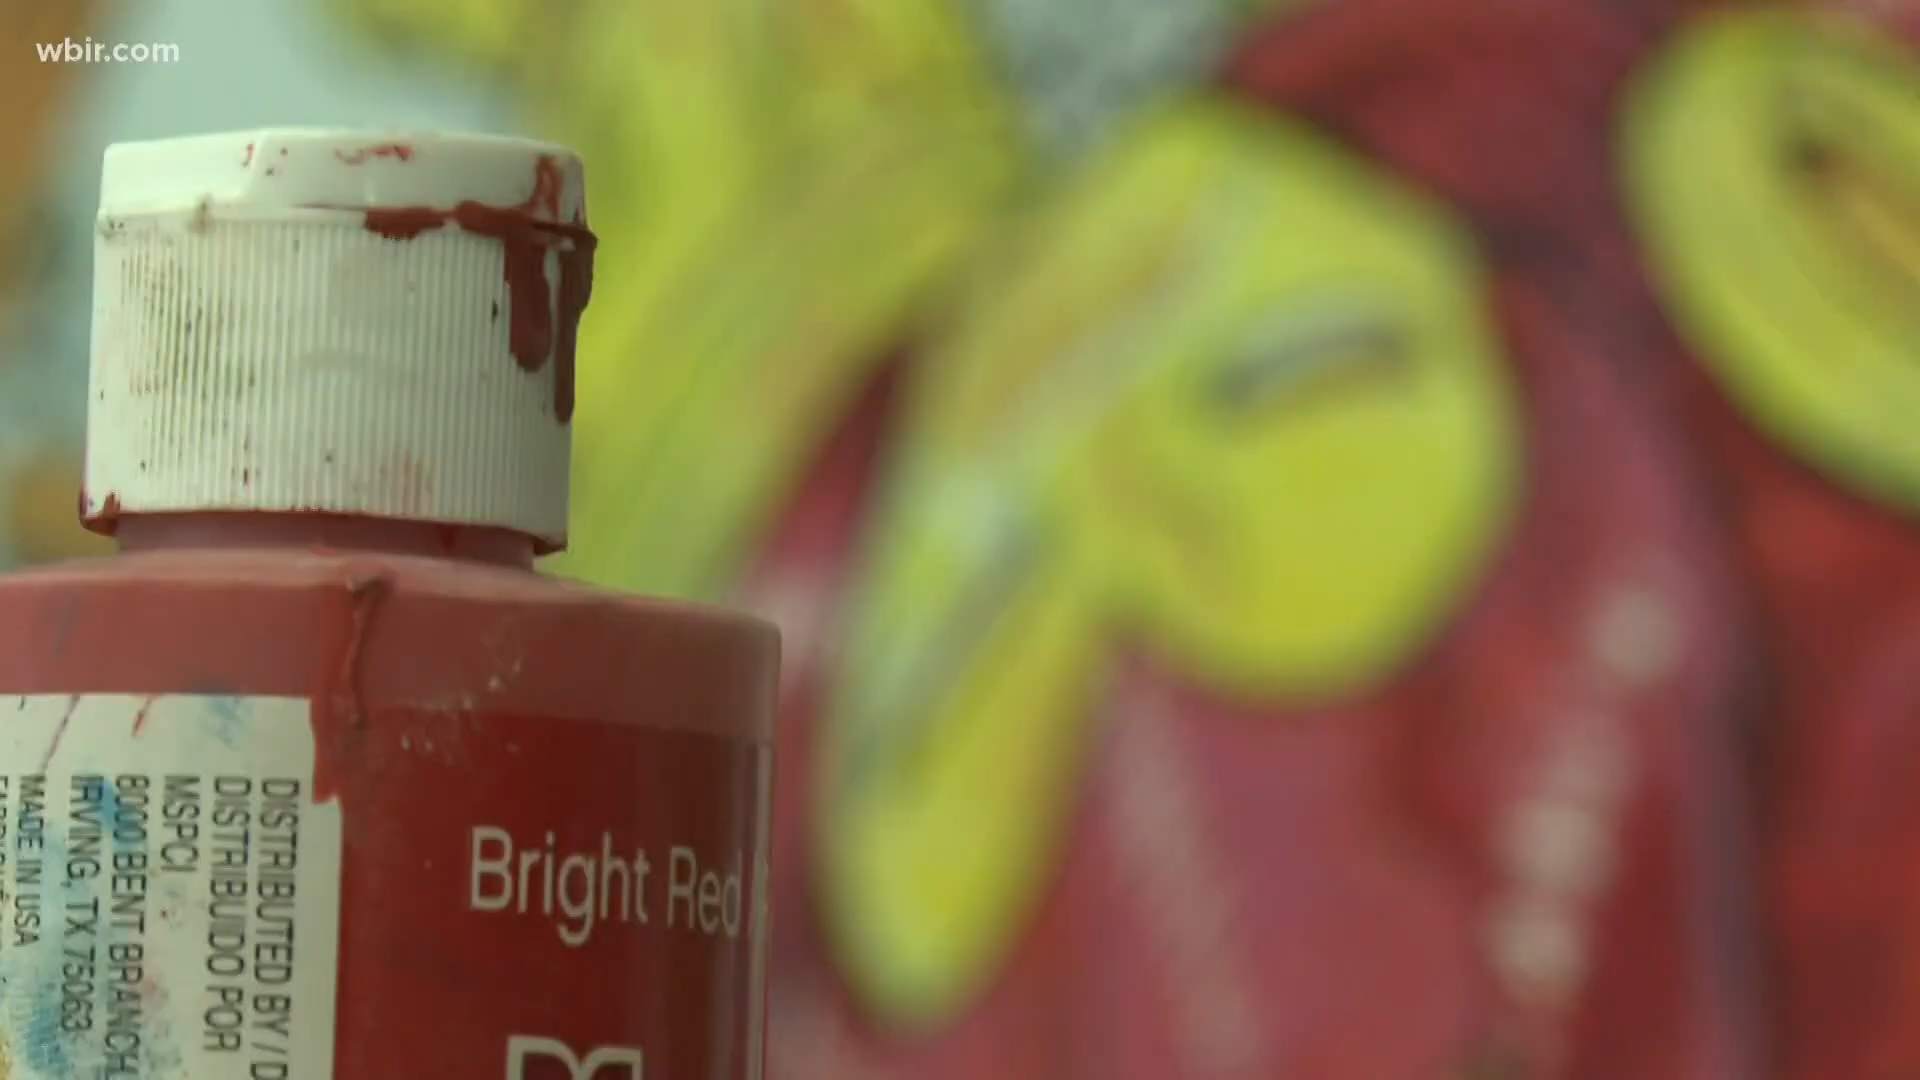 wbir.com
Bright Red
DISTRIBUTED BY / D
DISTRIBUIDO POR
MSPCI,
8000 BENT BRANCH
IRVING, TX 75063
MADE IN USA